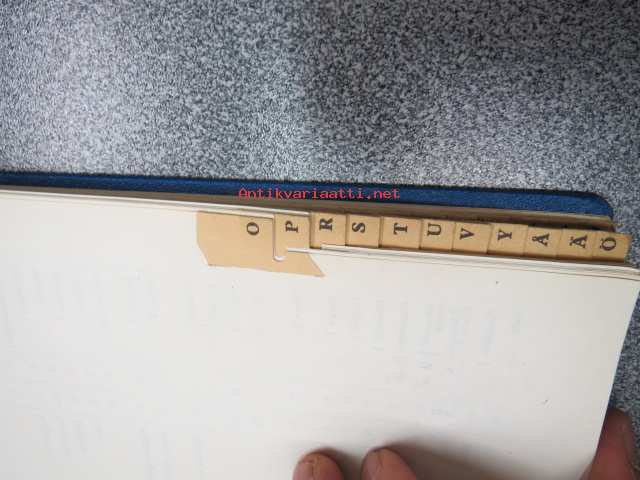 Antikvariaatti.net
O P R S T U V Y Å Ä Ö